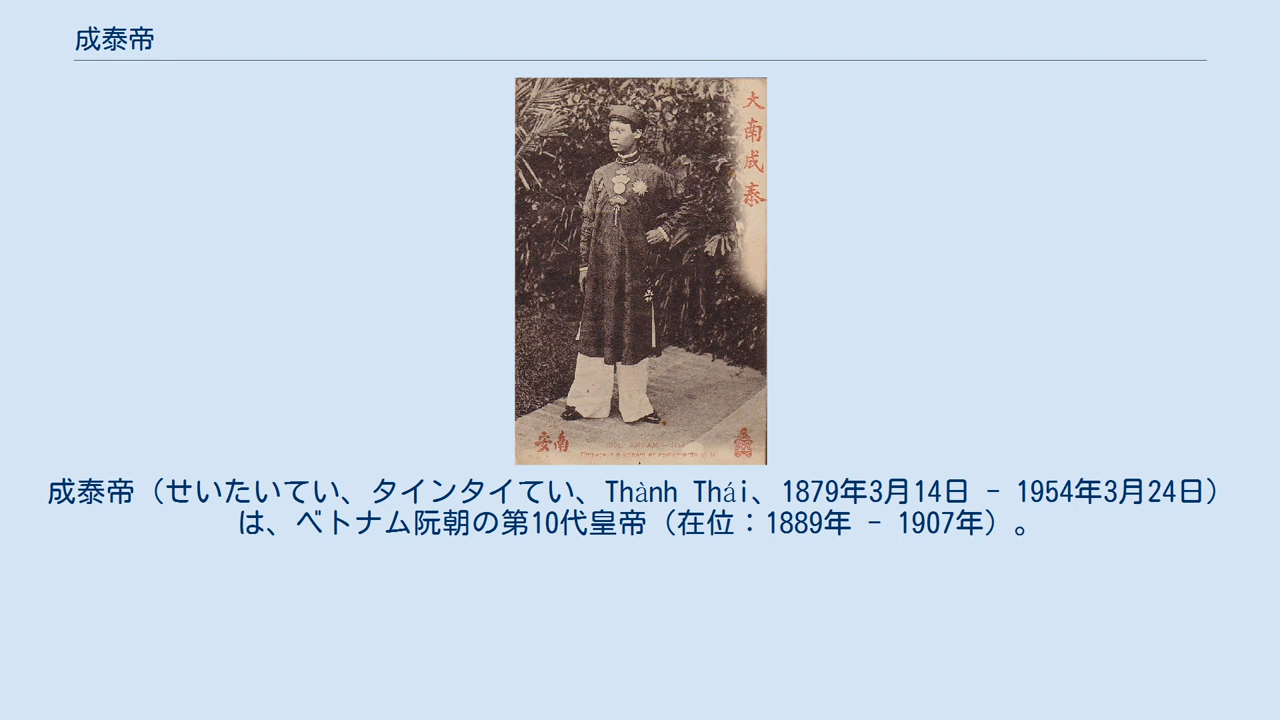 成泰帝
大南成泰
安南
成泰帝（せいたいてい、タインタイてい、Thành Thái、1879年3月14日 - 1954年3月24日）
は、ベトナム阮朝の第10代皇帝（在位：1889年 - 1907年）。